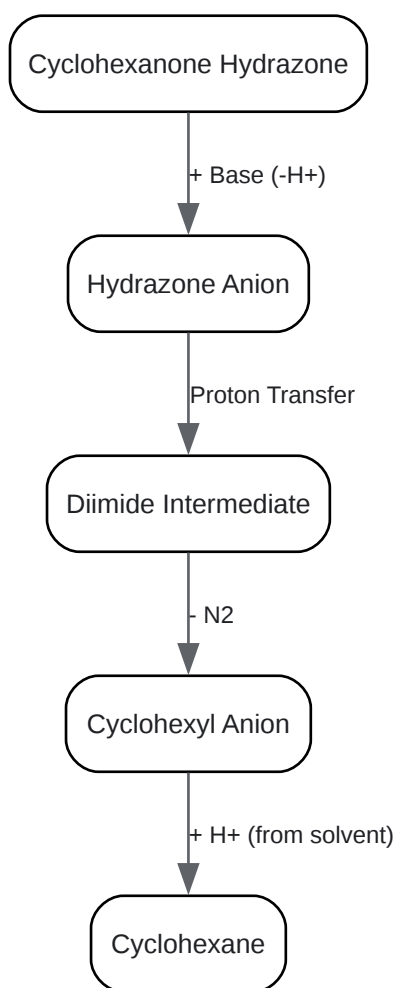 Cyclohexanone Hydrazone
+ Base (-H+)
Hydrazone Anion
Proton Transfer
Diimide Intermediate
- N2
Cyclohexyl Anion
+ H+ (from solvent)
Cyclohexane